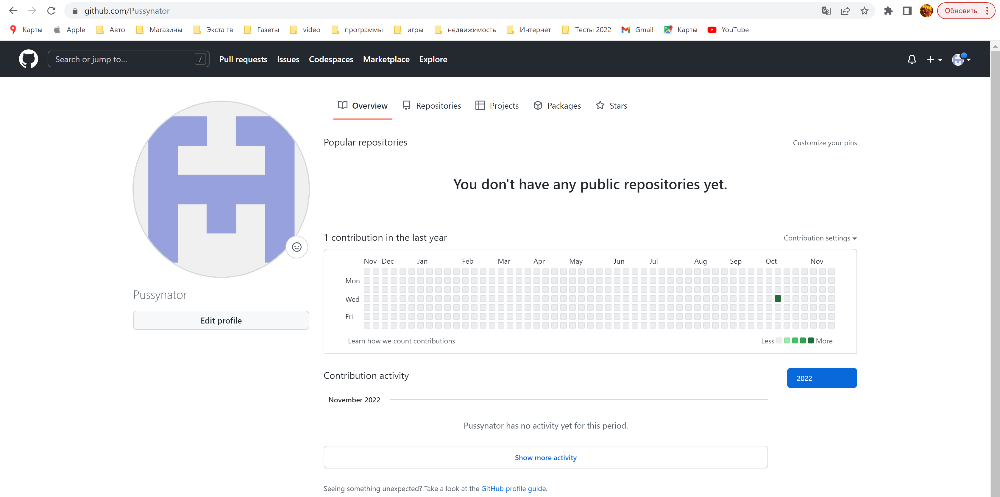 github.com/Pussynator
Обновить
Карты Apple Авто Магазины Экста тв Газеты video программы игры недвижимость Интернет Тесты 2022 Gmail Карты YouTube
Search or jump to... / Pull requests Issues Codespaces Marketplace Explore
Overview Repositories Projects Packages Stars
Popular repositories Customize your pins
You don't have any public repositories yet.
1 contribution in the last year Contribution settings
Nov Dec Jan Feb Mar Apr May Jun Jul Aug Sep Oct Nov
Mon
Wed
Fri
Learn how we count contributions Less More
Pussynator
Edit profile
Contribution activity 2022
November 2022
Pussynator has no activity yet for this period.
Show more activity
Seeing something unexpected? Take a look at the GitHub profile guide.